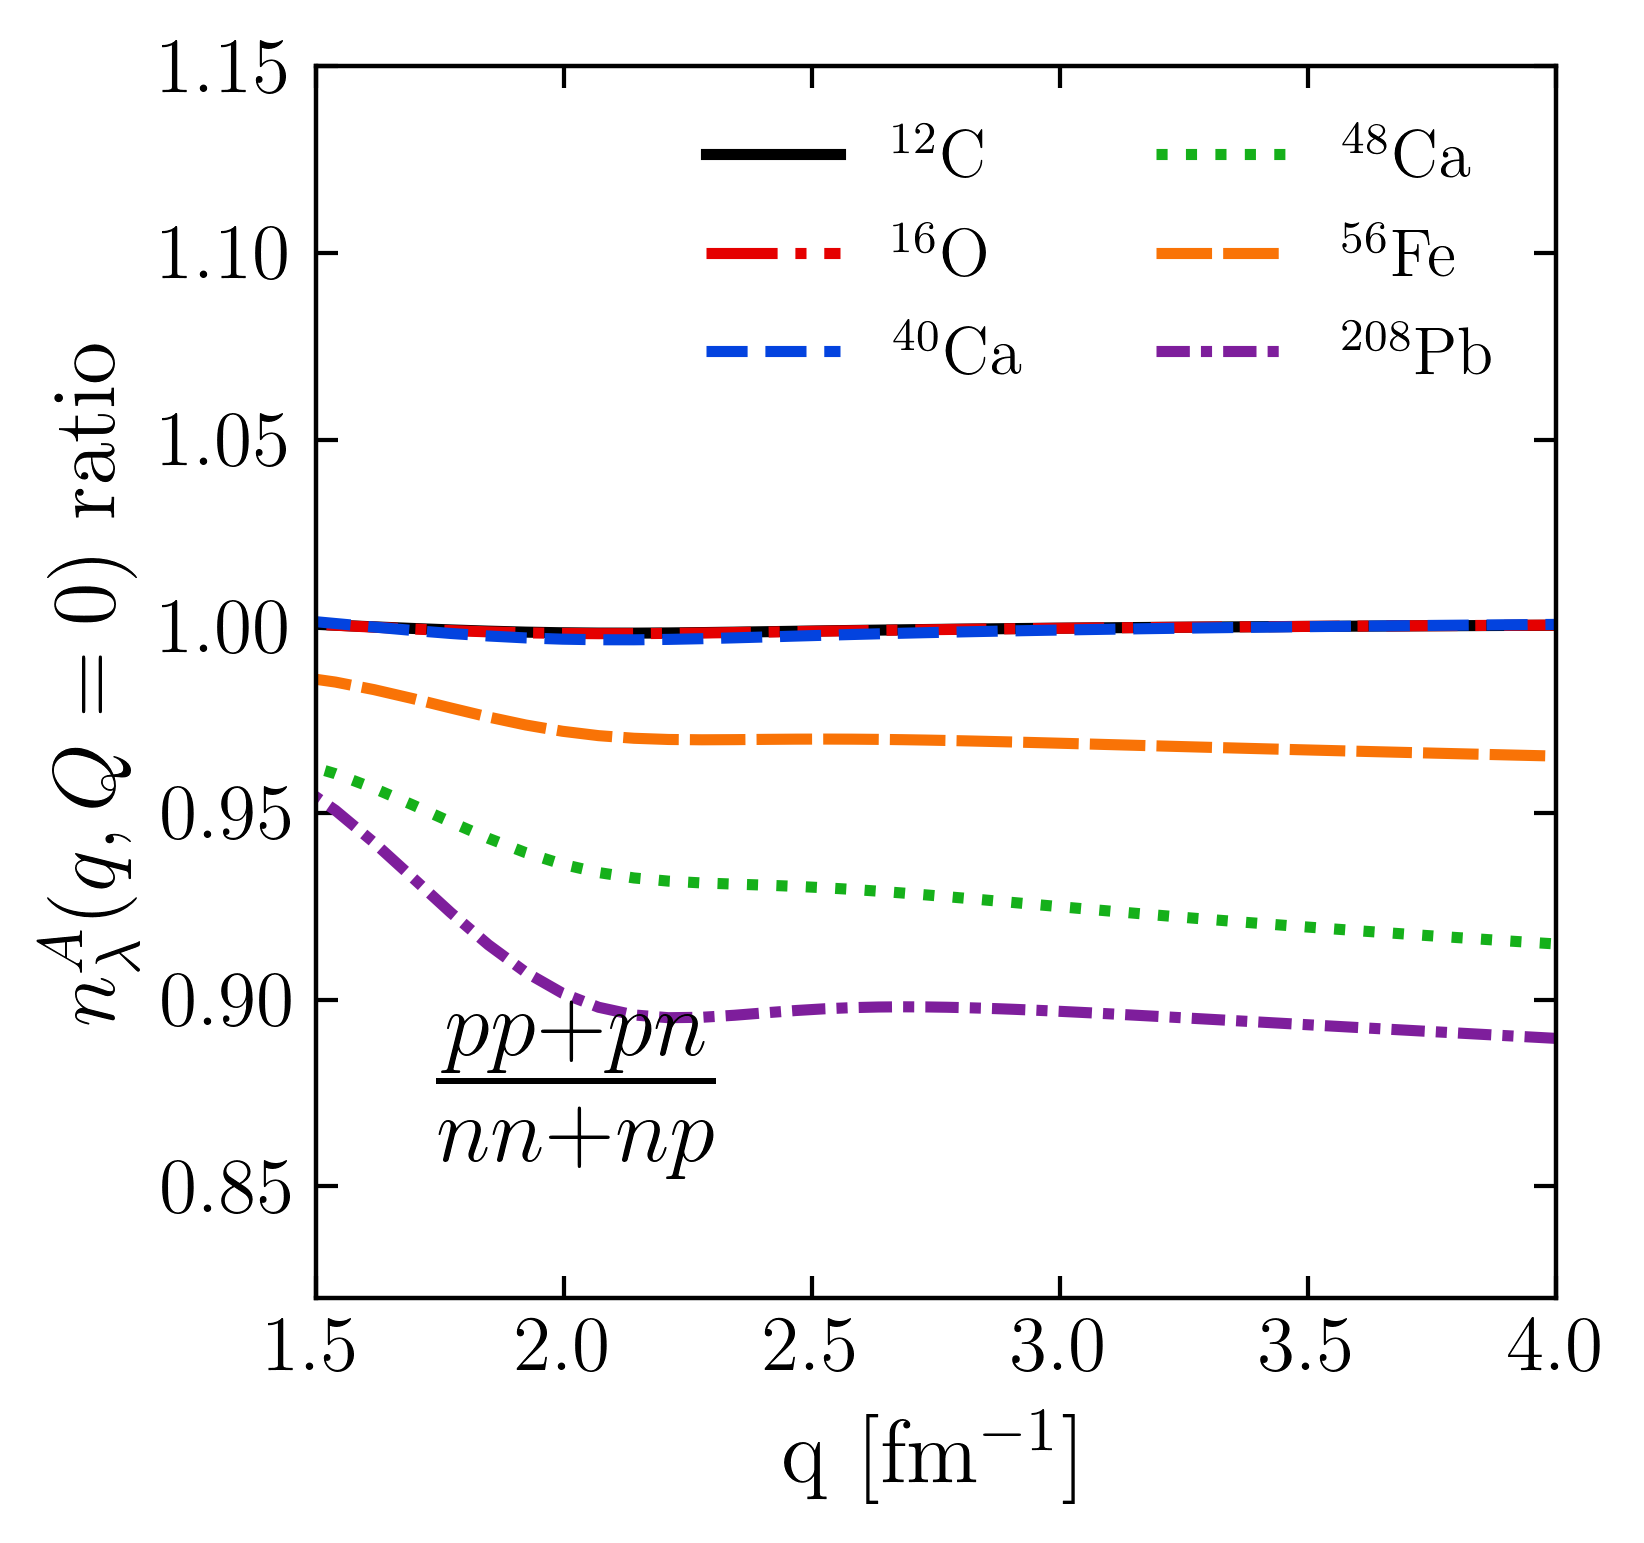 1.15
1.10
1.05
1.00
0.95
0.90
0.85
n_λ^A(q, Q = 0) ratio
¹²C
¹⁶O
⁴⁰Ca
⁴⁸Ca
⁵⁶Fe
²⁰⁸Pb
pp+pn
nn+np
1.5 2.0 2.5 3.0 3.5 4.0
q [fm⁻¹]